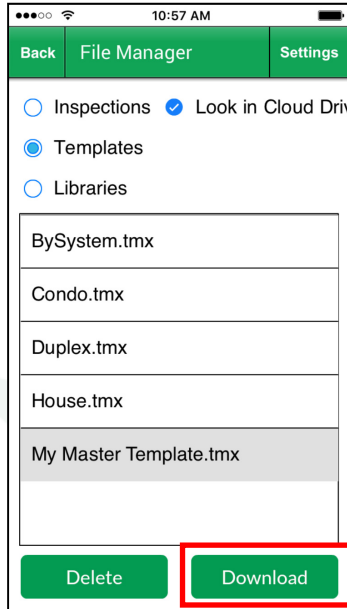 10:57 AM
Back File Manager Settings
Inspections Look in Cloud Driv
Templates
Libraries
BySystem.tmx
Condo.tmx
Duplex.tmx
House.tmx
My Master Template.tmx
Delete Download